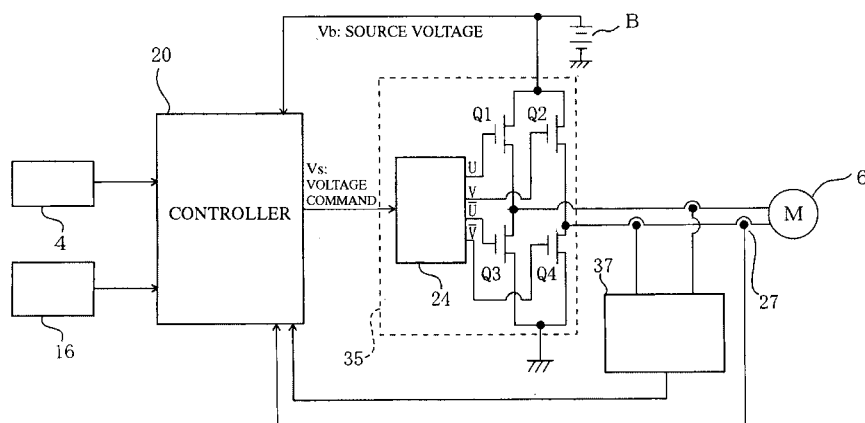 B
Vb: SOURCE VOLTAGE
20
Q1
Q2
6
Vs:
VOLTAGE
COMMAND
U
V
U̅
V̅
CONTROLLER
M
4
24
Q3
Q4
37
27
16
35